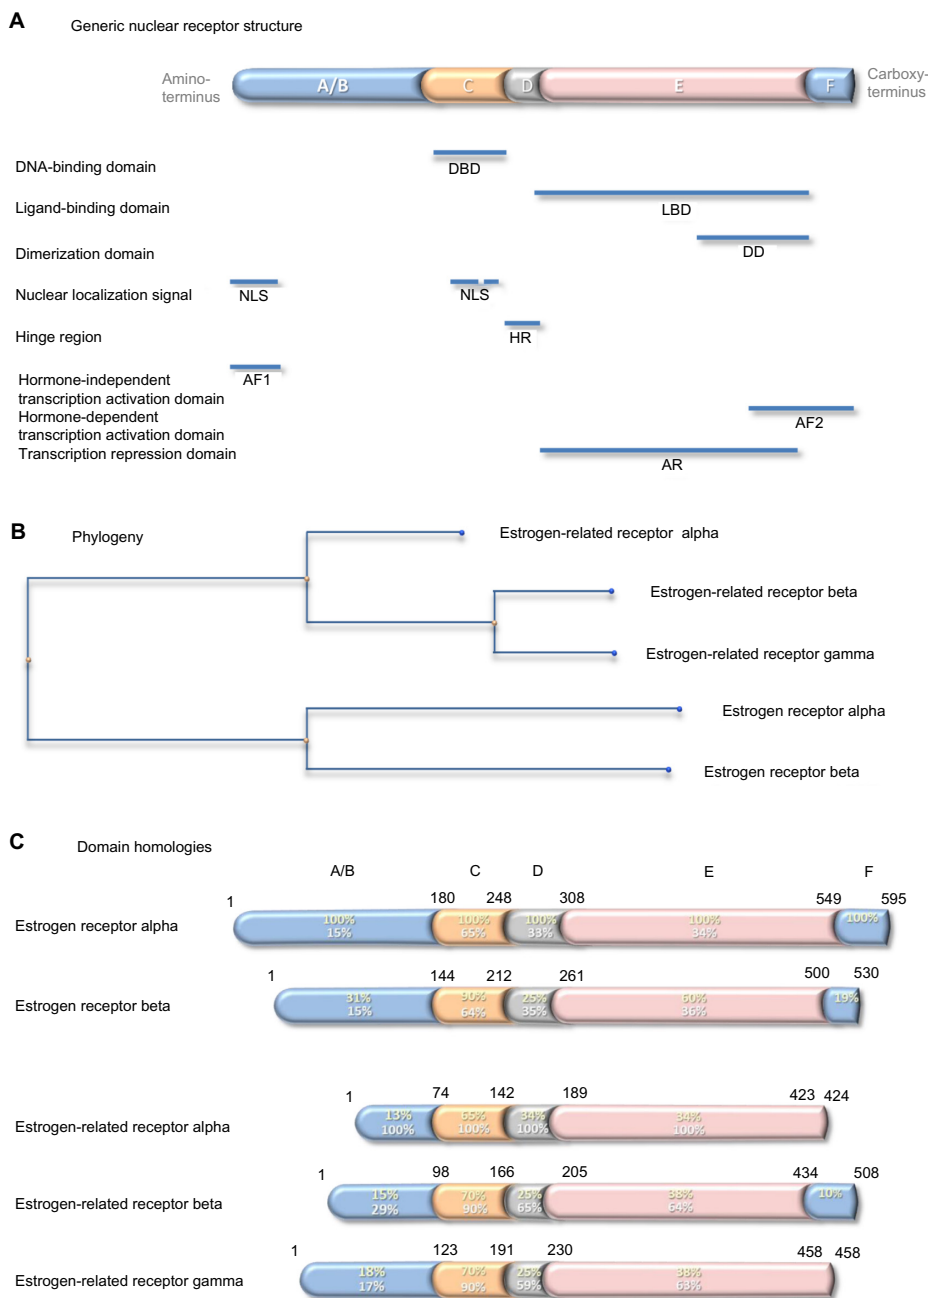 A
Generic nuclear receptor structure
Amino-
terminus
A/B
C
D
E
F
Carboxy-
terminus
DNA-binding domain
DBD
Ligand-binding domain
LBD
Dimerization domain
DD
Nuclear localization signal
NLS
NLS
Hinge region
HR
Hormone-independent
transcription activation domain
AF1
Hormone-dependent
transcription activation domain
AF2
Transcription repression domain
AR
B
Phylogeny
Estrogen-related receptor alpha
Estrogen-related receptor beta
Estrogen-related receptor gamma
Estrogen receptor alpha
Estrogen receptor beta
C
Domain homologies
A/B C D E F
1 180 248 308 549 595
Estrogen receptor alpha
100% 100% 100% 100% 100%
15% 65% 33% 34%
1 144 212 261 500 530
Estrogen receptor beta
31% 90% 25% 60% 19%
15% 64% 35% 36%
1 74 142 189 423 424
Estrogen-related receptor alpha
13% 65% 34% 34%
100% 100% 100% 100%
1 98 166 205 434 508
Estrogen-related receptor beta
15% 70% 25% 38% 10%
29% 90% 65% 64%
1 123 191 230 458 458
Estrogen-related receptor gamma
18% 70% 25% 38%
17% 90% 59% 63%